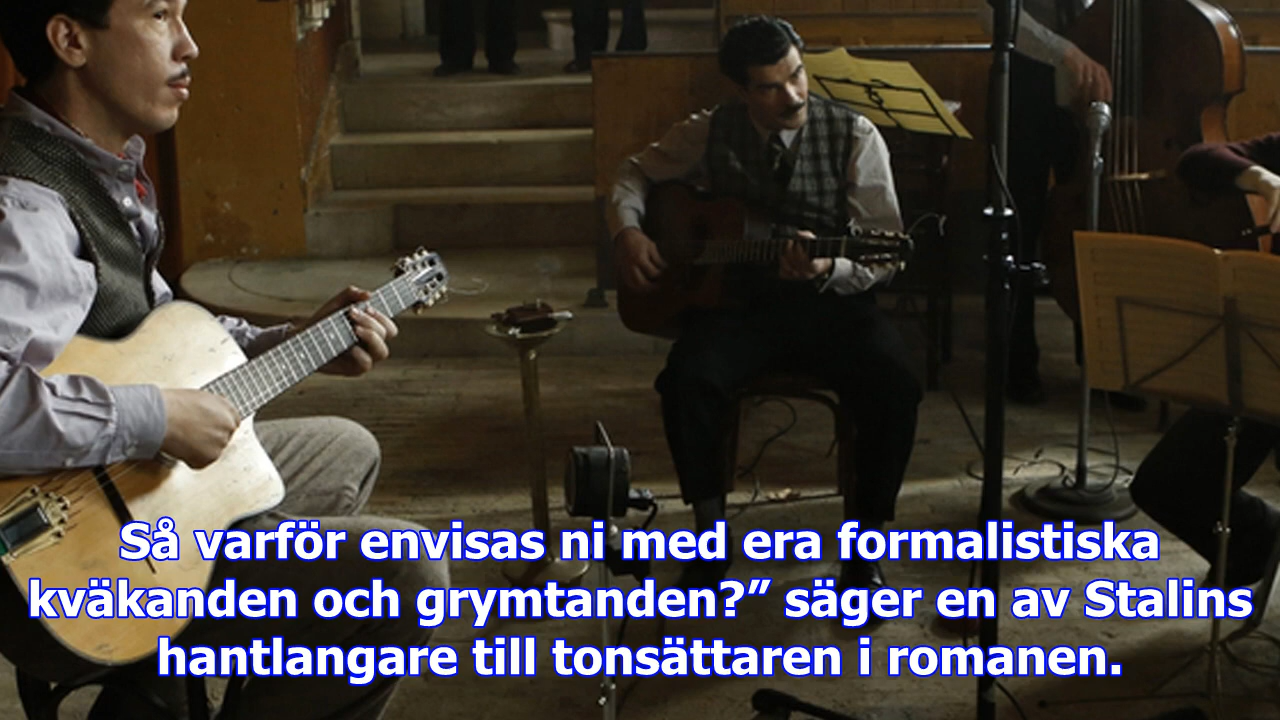 Så varför envisas ni med era formalistiska
kväkanden och grymtanden?” säger en av Stalins
hantlangare till tonsättaren i romanen.